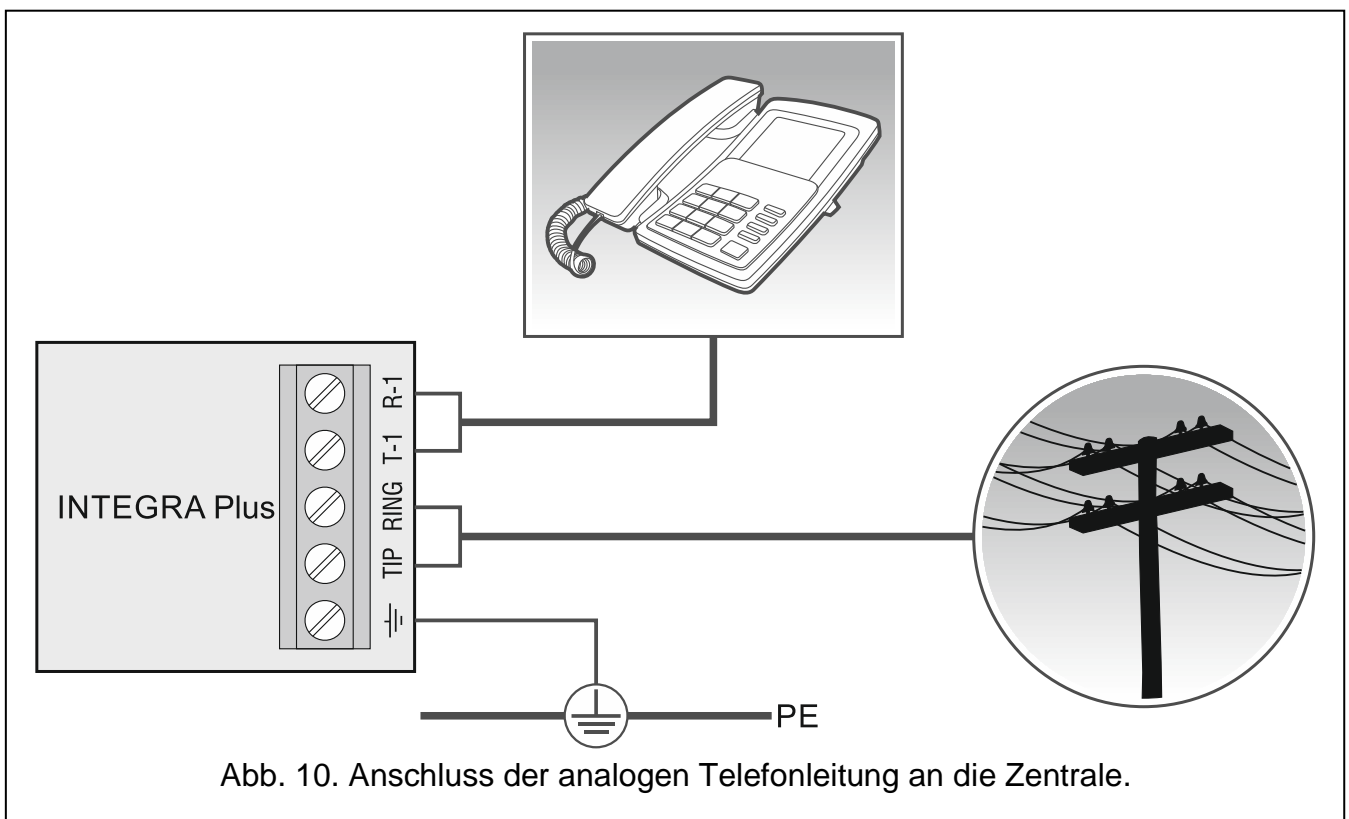 R-1
T-1
RING
TIP
INTEGRA Plus
PE
Abb. 10. Anschluss der analogen Telefonleitung an die Zentrale.